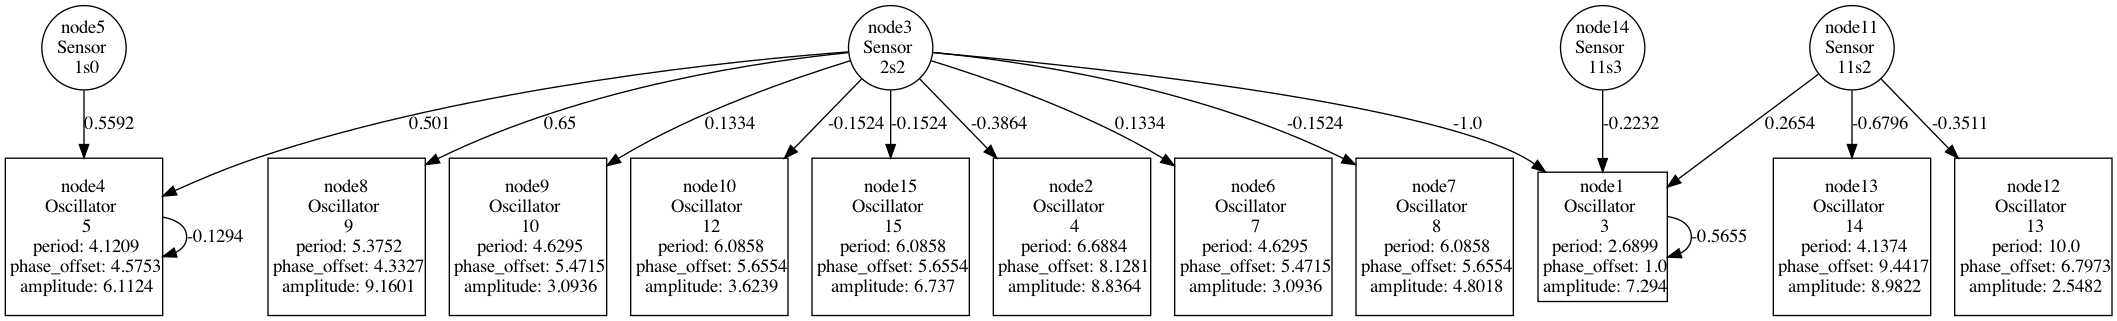 node5
Sensor
1s0
node3
Sensor
2s2
node14
Sensor
11s3
node11
Sensor
11s2
0.5592
0.501
0.65
0.1334
-0.1524
-0.1524
-0.3864
0.1334
-0.1524
-1.0
-0.2232
0.2654
-0.6796
-0.3511
node4
Oscillator
5
period: 4.1209
phase_offset: 4.5753
amplitude: 6.1124
-0.1294
node8
Oscillator
9
period: 5.3752
phase_offset: 4.3327
amplitude: 9.1601
node9
Oscillator
10
period: 4.6295
phase_offset: 5.4715
amplitude: 3.0936
node10
Oscillator
12
period: 6.0858
phase_offset: 5.6554
amplitude: 3.6239
node15
Oscillator
15
period: 6.0858
phase_offset: 5.6554
amplitude: 6.737
node2
Oscillator
4
period: 6.6884
phase_offset: 8.1281
amplitude: 8.8364
node6
Oscillator
7
period: 4.6295
phase_offset: 5.4715
amplitude: 3.0936
node7
Oscillator
8
period: 6.0858
phase_offset: 5.6554
amplitude: 4.8018
node1
Oscillator
3
period: 2.6899
phase_offset: 1.0
amplitude: 7.294
-0.5655
node13
Oscillator
14
period: 4.1374
phase_offset: 9.4417
amplitude: 8.9822
node12
Oscillator
13
period: 10.0
phase_offset: 6.7973
amplitude: 2.5482